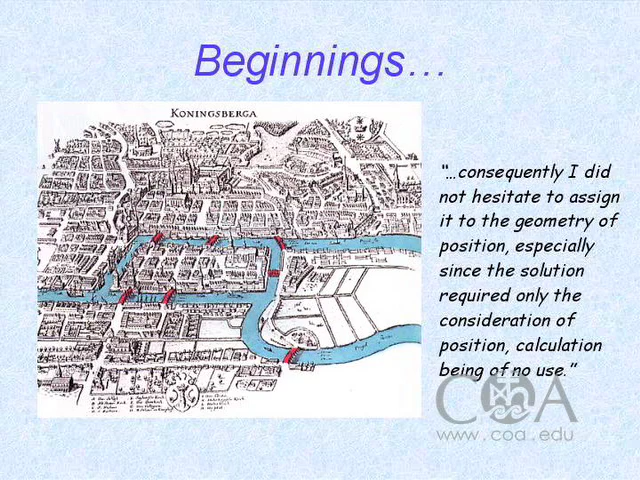 Beginnings...
KONINGSBERGA
"...consequently I did
not hesitate to assign
it to the geometry of
position, especially
since the solution
required only the
consideration of
position, calculation
being of no use."
COA
www.coa.edu